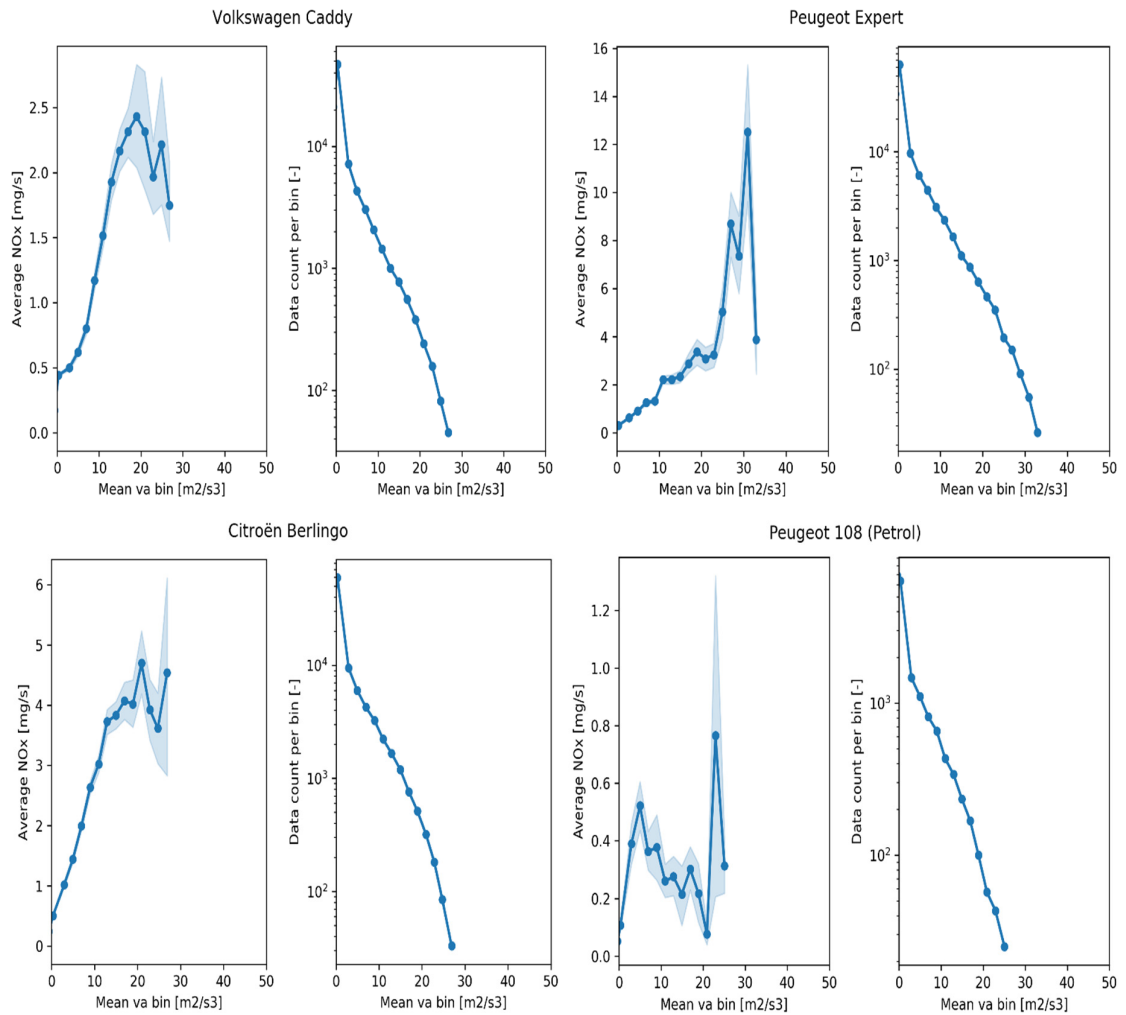 Volkswagen Caddy
Average NOx [mg/s]
2.5
2.0
1.5
1.0
0.5
0.0
0 10 20 30 40 50
Mean va bin [m2/s3]
Data count per bin [-]
10⁴
10³
10²
0 10 20 30 40 50
Mean va bin [m2/s3]
Peugeot Expert
Average NOx [mg/s]
16
14
12
10
8
6
4
2
0
0 10 20 30 40 50
Mean va bin [m2/s3]
Data count per bin [-]
10⁴
10³
10²
0 10 20 30 40 50
Mean va bin [m2/s3]
Citroën Berlingo
Average NOx [mg/s]
6
5
4
3
2
1
0
0 10 20 30 40 50
Mean va bin [m2/s3]
Data count per bin [-]
10⁴
10³
10²
0 10 20 30 40 50
Mean va bin [m2/s3]
Peugeot 108 (Petrol)
Average NOx [mg/s]
1.2
1.0
0.8
0.6
0.4
0.2
0.0
0 10 20 30 40 50
Mean va bin [m2/s3]
Data count per bin [-]
10³
10²
0 10 20 30 40 50
Mean va bin [m2/s3]